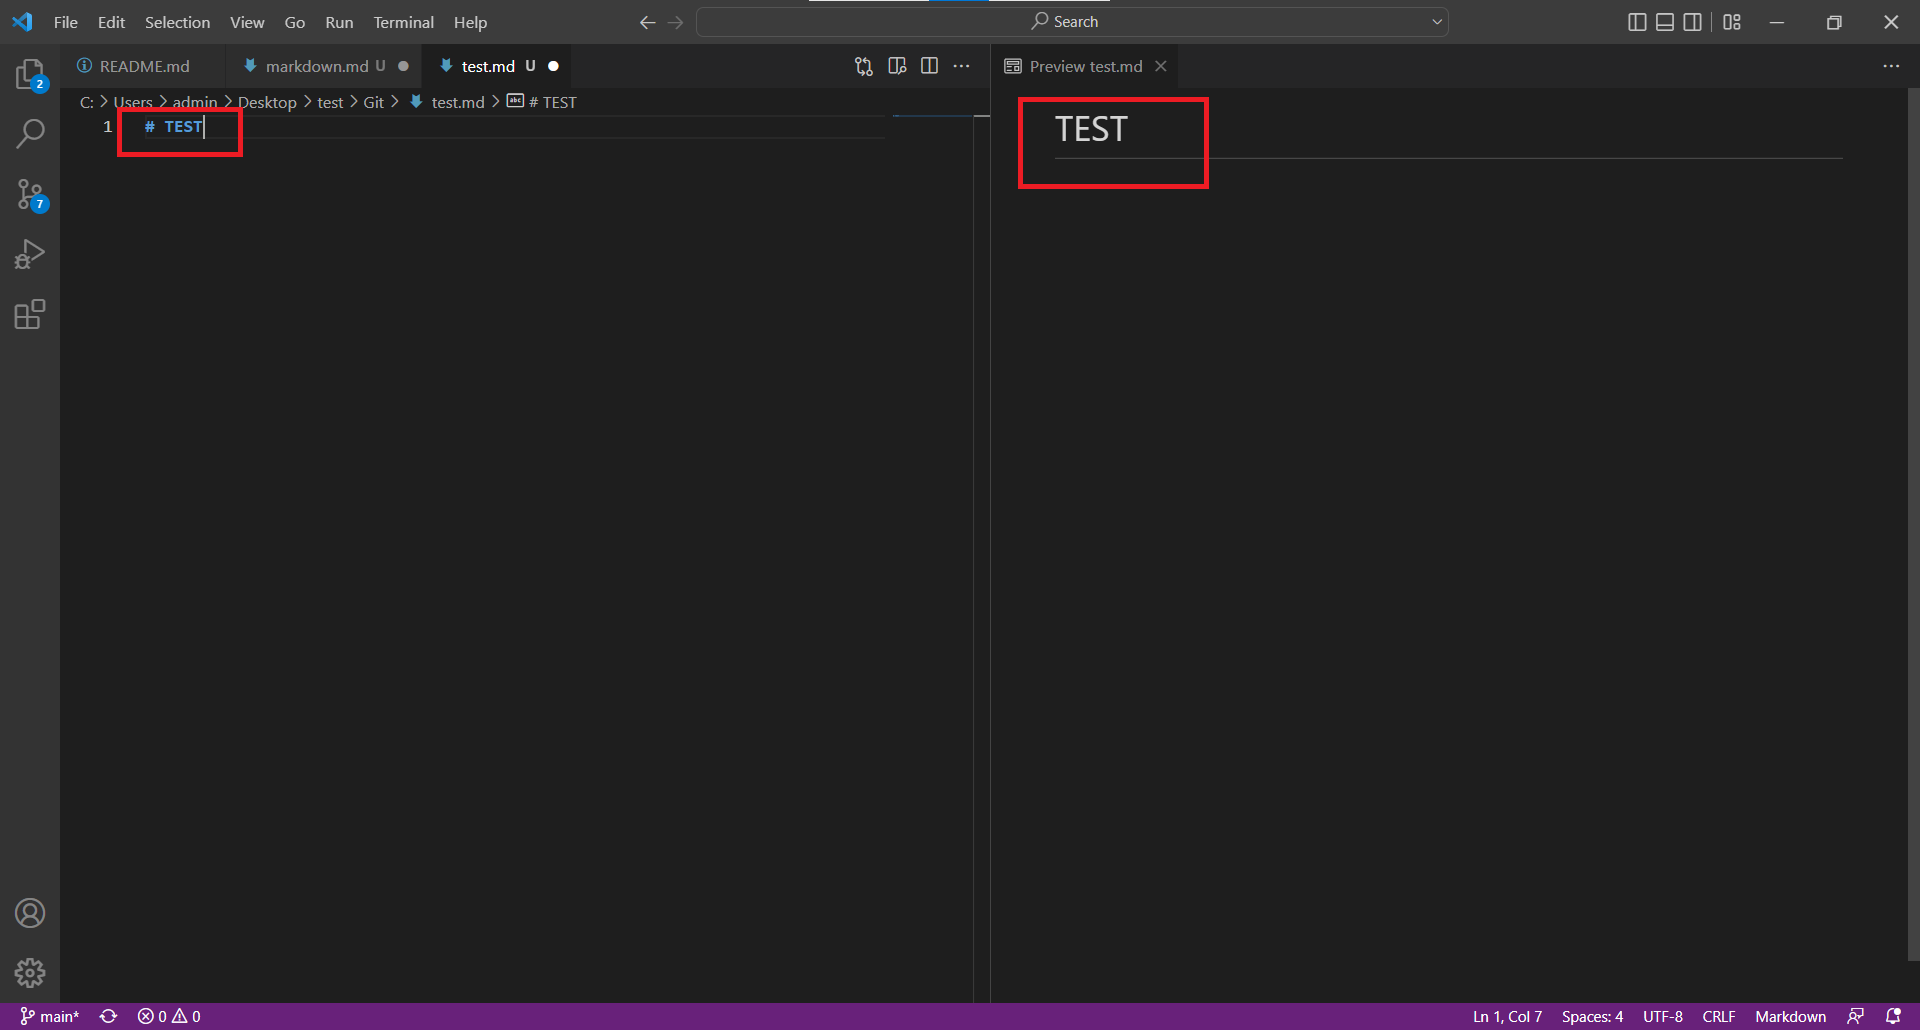 File Edit Selection View Go Run Terminal Help Search
2
7
README.md markdown.md U test.md U
C: > Users > admin > Desktop > test > Git > test.md > abc # TEST
1 # TEST
Preview test.md
TEST
main* 0 0 Ln 1, Col 7 Spaces: 4 UTF-8 CRLF Markdown